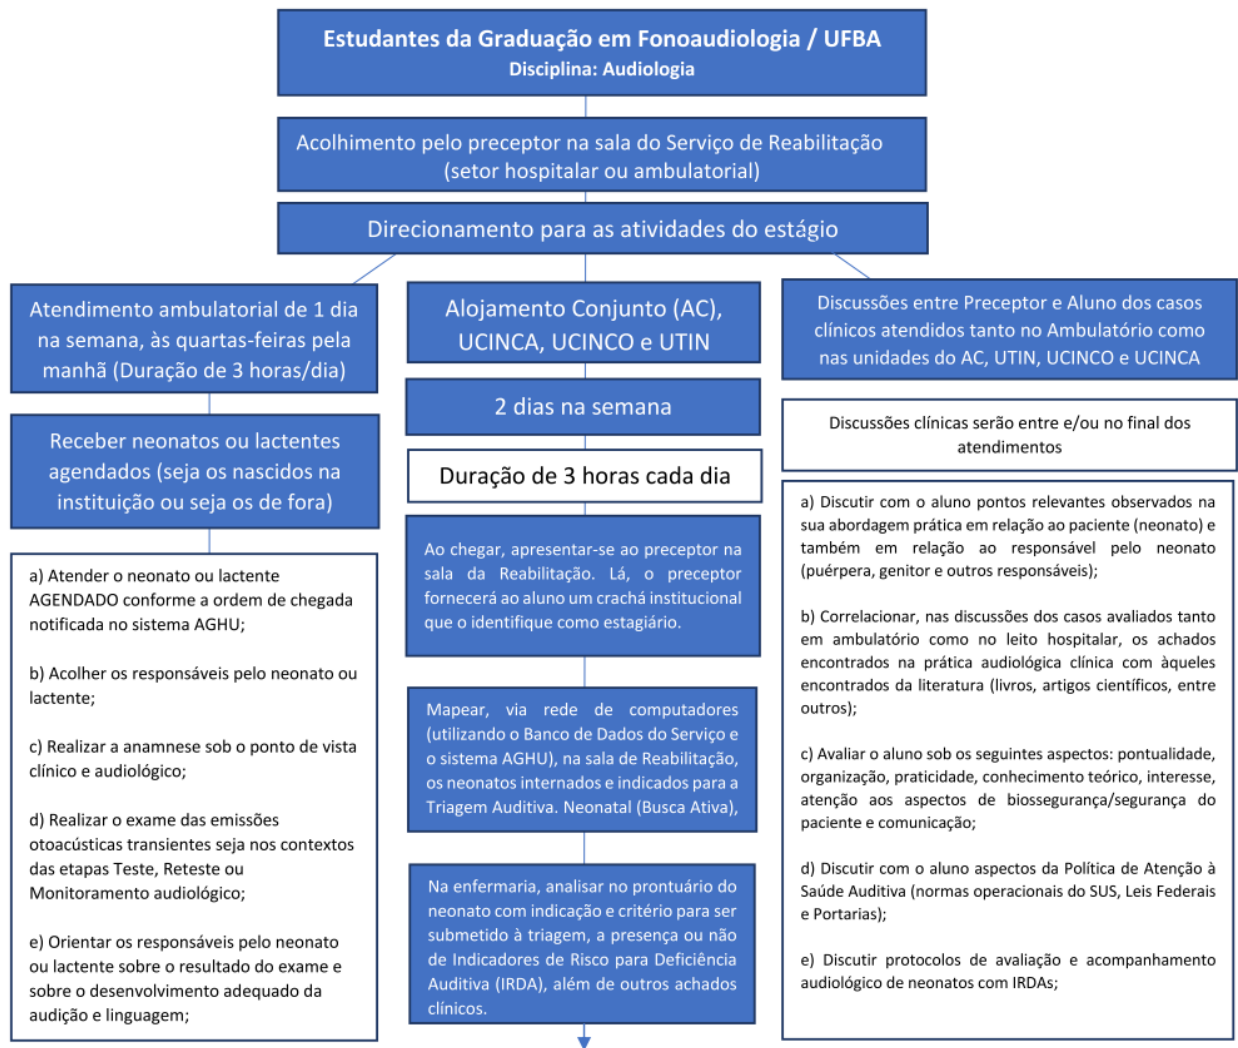 Estudantes da Graduação em Fonoaudiologia / UFBA
Disciplina: Audiologia
Acolhimento pelo preceptor na sala do Serviço de Reabilitação
(setor hospitalar ou ambulatorial)
Direcionamento para as atividades do estágio
Atendimento ambulatorial de 1 dia
na semana, às quartas-feiras pela
manhã (Duração de 3 horas/dia)
Receber neonatos ou lactentes
agendados (seja os nascidos na
instituição ou seja os de fora)
a) Atender o neonato ou lactente
AGENDADO conforme a ordem de chegada
notificada no sistema AGHU;
b) Acolher os responsáveis pelo neonato ou
lactente;
c) Realizar a anamnese sob o ponto de vista
clínico e audiológico;
d) Realizar o exame das emissões
otoacústicas transientes seja nos contextos
das etapas Teste, Reteste ou
Monitoramento audiológico;
e) Orientar os responsáveis pelo neonato
ou lactente sobre o resultado do exame e
sobre o desenvolvimento adequado da
audição e linguagem;
Alojamento Conjunto (AC),
UCINCA, UCINCO e UTIN
2 dias na semana
Duração de 3 horas cada dia
Ao chegar, apresentar-se ao preceptor na
sala da Reabilitação. Lá, o preceptor
fornecerá ao aluno um crachá institucional
que o identifique como estagiário.
Mapear, via rede de computadores
(utilizando o Banco de Dados do Serviço e
o sistema AGHU), na sala de Reabilitação,
os neonatos internados e indicados para a
Triagem Auditiva. Neonatal (Busca Ativa),
Na enfermaria, analisar no prontuário do
neonato com indicação e critério para ser
submetido à triagem, a presença ou não
de Indicadores de Risco para Deficiência
Auditiva (IRDA), além de outros achados
clínicos.
Discussões entre Preceptor e Aluno dos casos
clínicos atendidos tanto no Ambulatório como
nas unidades do AC, UTIN, UCINCO e UCINCA
Discussões clínicas serão entre e/ou no final dos
atendimentos
a) Discutir com o aluno pontos relevantes observados na
sua abordagem prática em relação ao paciente (neonato) e
também em relação ao responsável pelo neonato
(puérpera, genitor e outros responsáveis);
b) Correlacionar, nas discussões dos casos avaliados tanto
em ambulatório como no leito hospitalar, os achados
encontrados na prática audiológica clínica com àqueles
encontrados da literatura (livros, artigos científicos, entre
outros);
c) Avaliar o aluno sob os seguintes aspectos: pontualidade,
organização, praticidade, conhecimento teórico, interesse,
atenção aos aspectos de biossegurança/segurança do
paciente e comunicação;
d) Discutir com o aluno aspectos da Política de Atenção à
Saúde Auditiva (normas operacionais do SUS, Leis Federais
e Portarias);
e) Discutir protocolos de avaliação e acompanhamento
audiológico de neonatos com IRDAs;